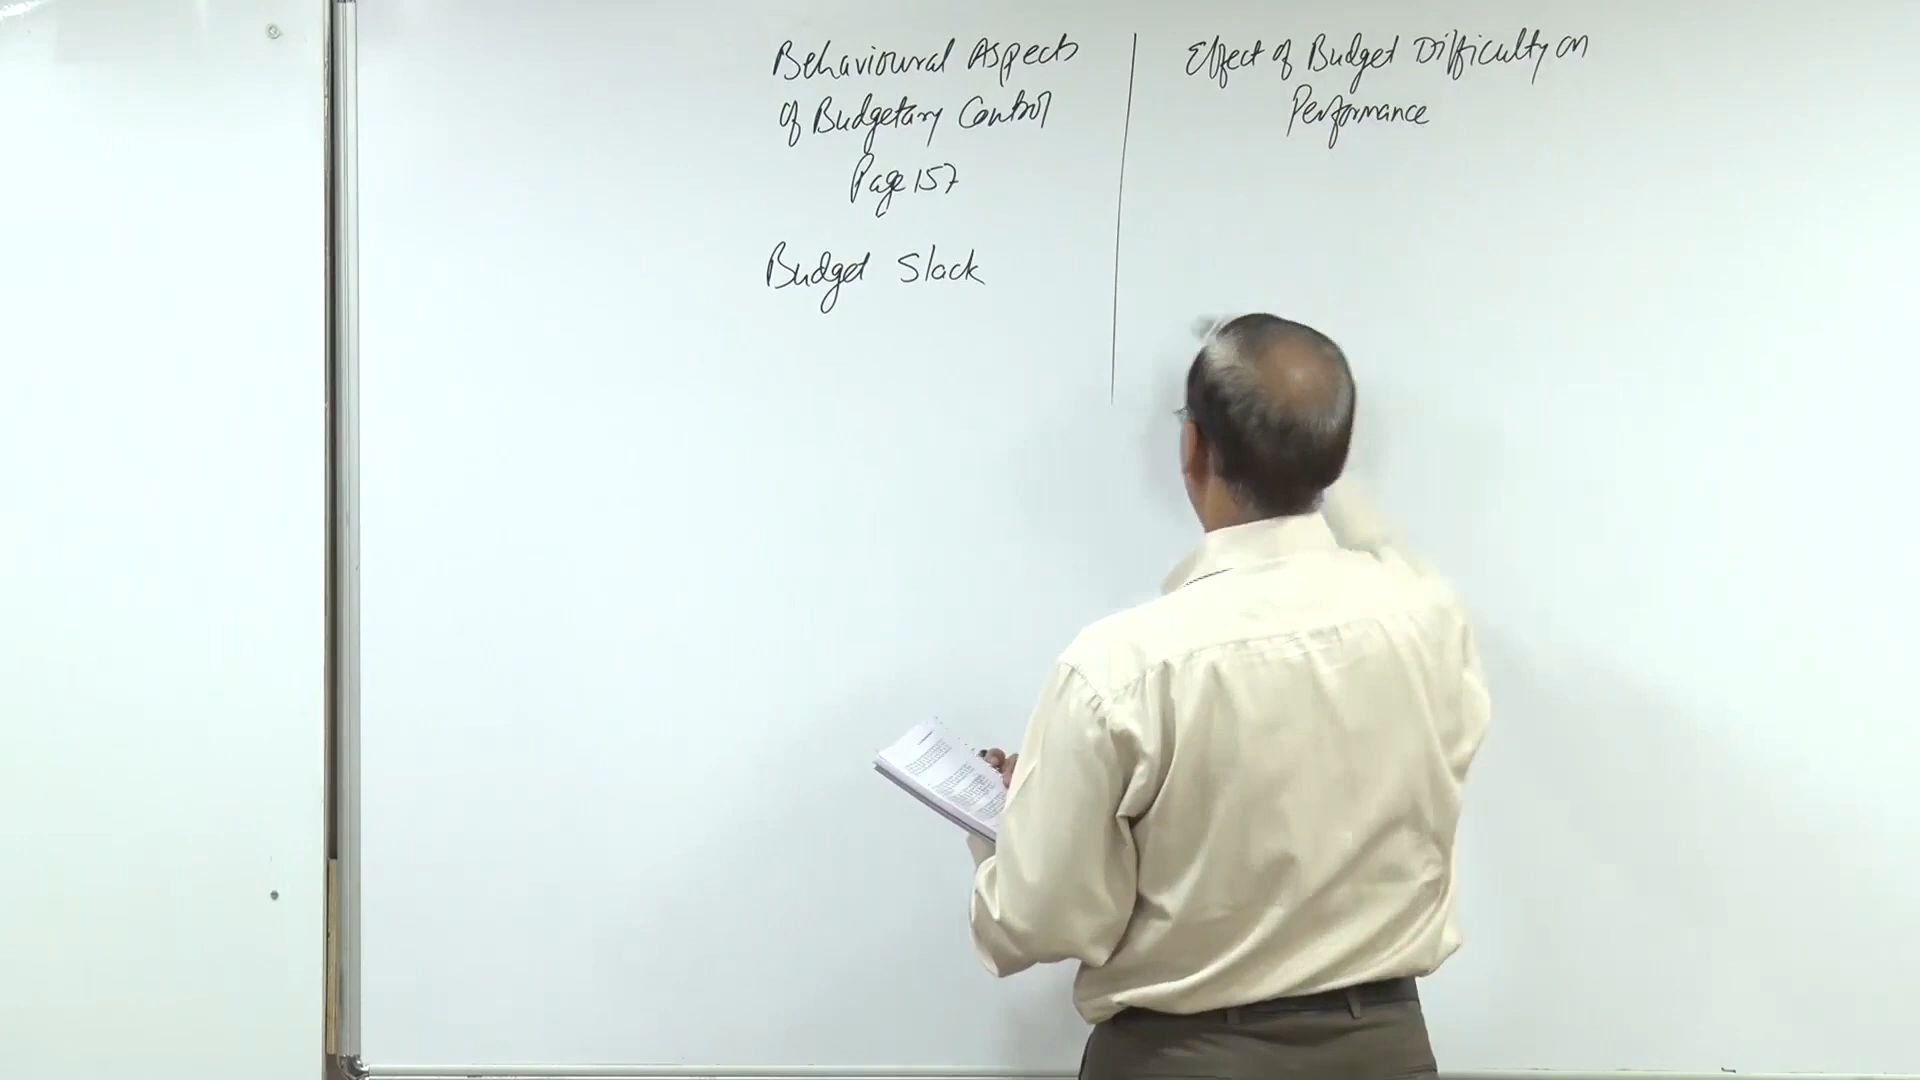 Behavioural Aspects
of Budgetary Control
Page 157
Budget Slack
Effect of Budget Difficulty on
Performance